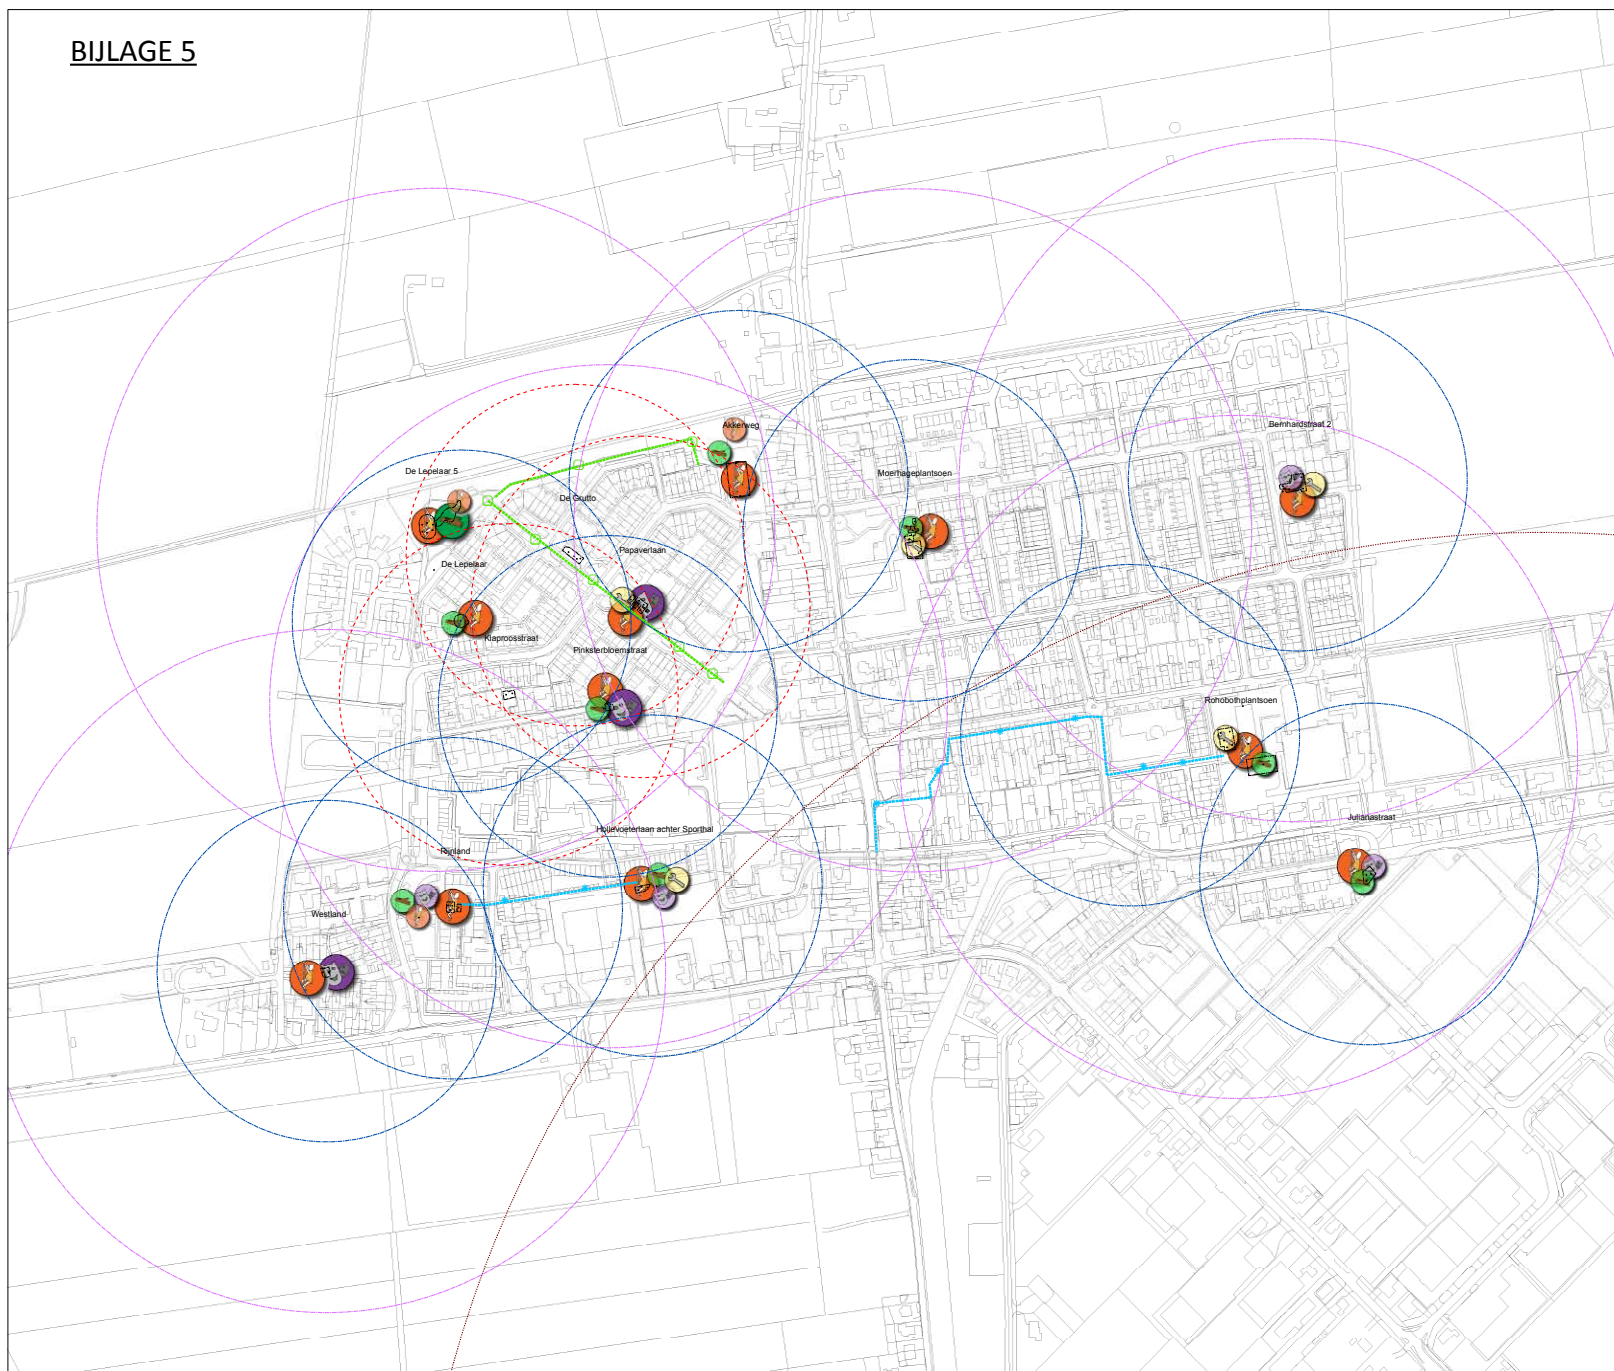 BIJLAGE 5
Akkerweg
Bernhardstraat 2
De Lepelaar 5
Moerhageplantsoen
De Grutto
Papaverlaan
De Lepelaar
Klaproosstraat
Pinksterbloemstraat
Rohobothplantsoen
Julianastraat
Hollevoeterlaan achter Sporthal
Rijnland
Westland